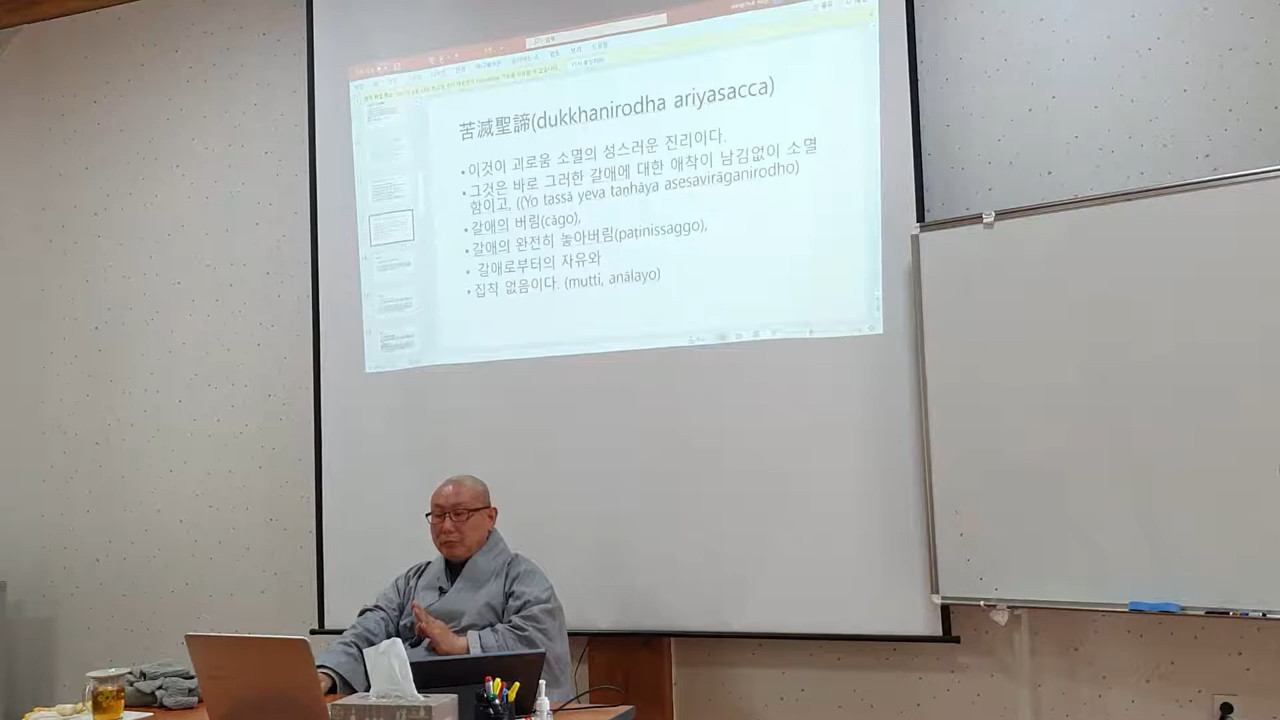 苦滅聖諦(dukkhanirodha ariyasacca)
•이것이 괴로움 소멸의 성스러운 진리이다.
•그것은 바로 그러한 갈애에 대한 애착이 남김없이 소멸
함이고, ((Yo tassā yeva taṇhāya asesavirāganirodho)
•갈애의 버림(cāgo),
•갈애의 완전히 놓아버림(paṭinissaggo),
• 갈애로부터의 자유와
•집착 없음이다. (mutti, anālayo)